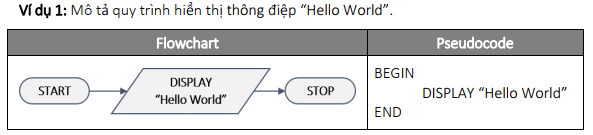 Ví dụ 1: Mô tả quy trình hiển thị thông điệp “Hello World”.
Flowchart
Pseudocode
START
DISPLAY
“Hello World”
STOP
BEGIN
DISPLAY “Hello World”
END